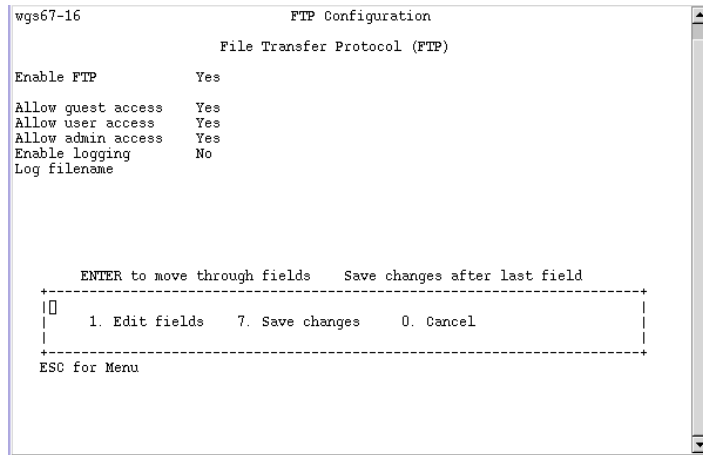 wgs67-16 FTP Configuration
File Transfer Protocol (FTP)
Enable FTP Yes
Allow guest access Yes
Allow user access Yes
Allow admin access Yes
Enable logging No
Log filename
ENTER to move through fields Save changes after last field
1. Edit fields 7. Save changes 0. Cancel
ESC for Menu